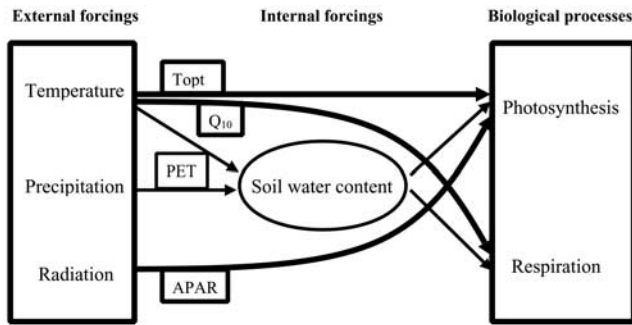 External forcings
Internal forcings
Biological processes
Temperature
Topt
Photosynthesis
Q₁₀
Precipitation
PET
Soil water content
Radiation
APAR
Respiration